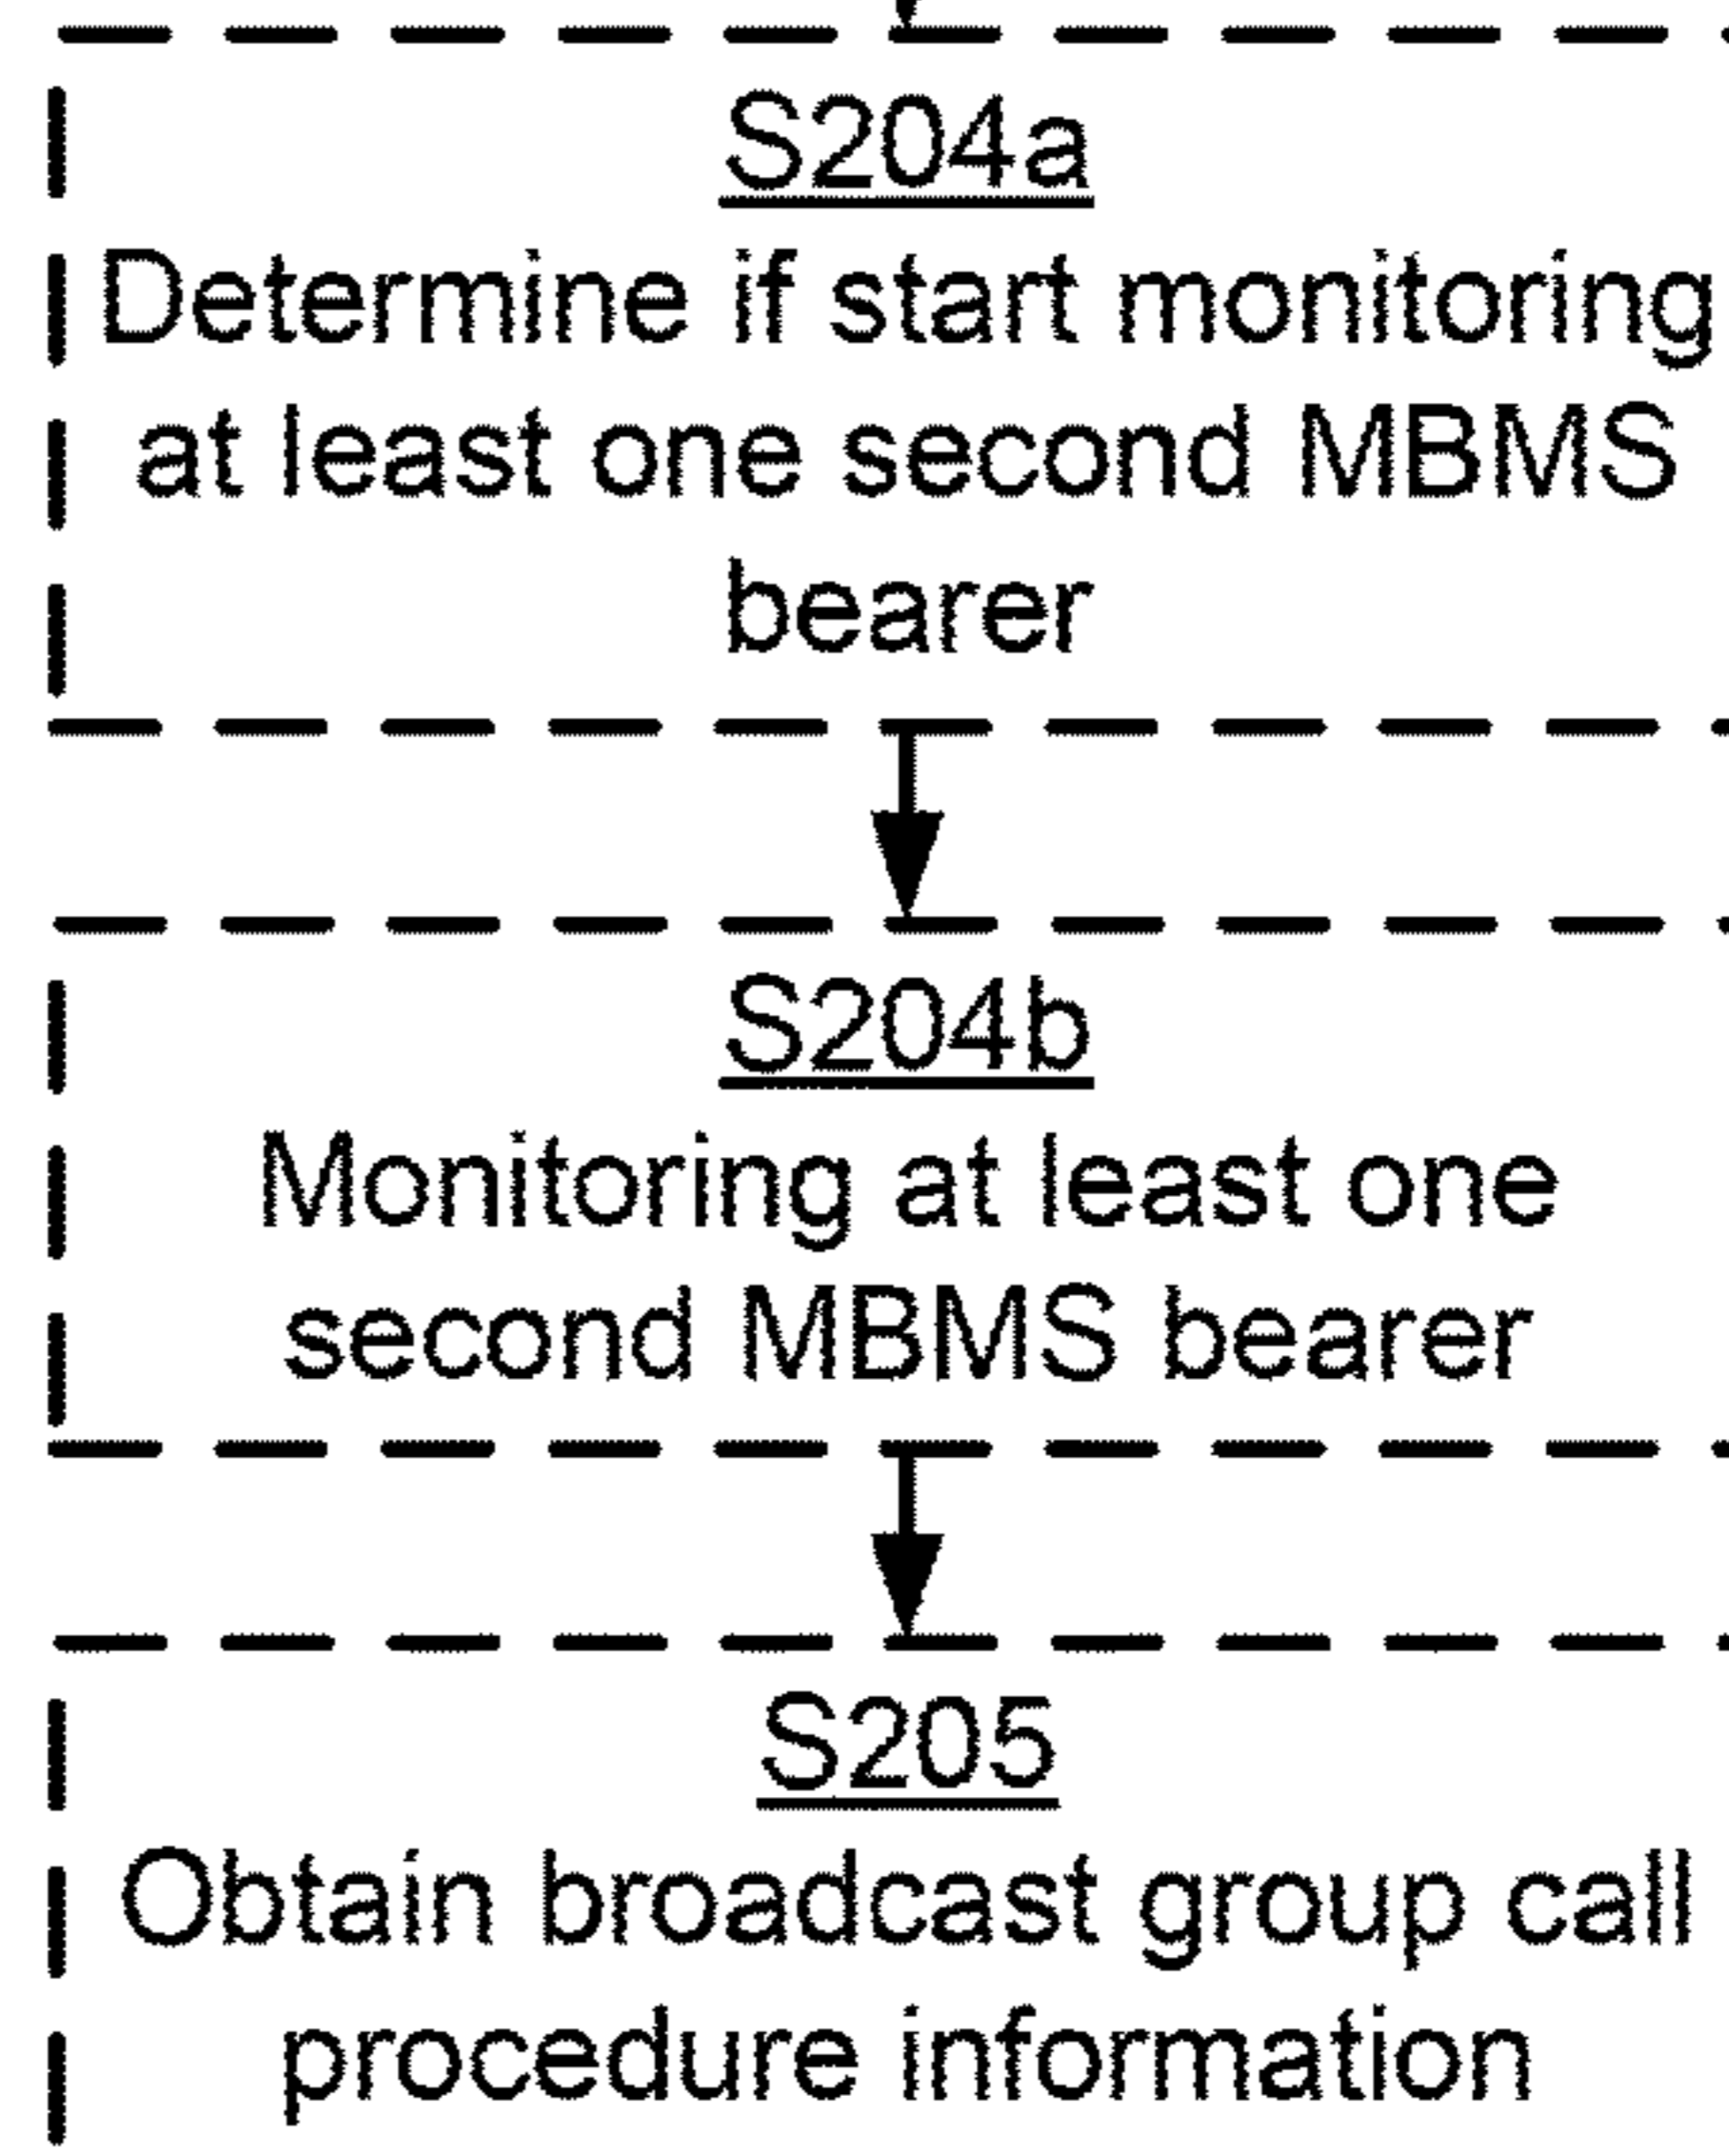 S204a
Determine if start monitoring
at least one second MBMS
bearer
S204b
Monitoring at least one
second MBMS bearer
S205
Obtain broadcast group call
procedure information